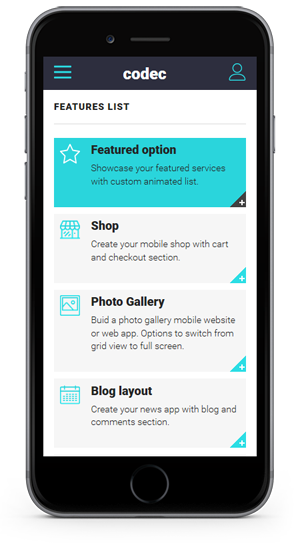 codec
FEATURES LIST
Featured option
Showcase your featured services
with custom animated list.
+
Shop
Create your mobile shop with cart
and checkout section.
+
Photo Gallery
Buid a photo gallery mobile website
or web app. Options to switch from
grid view to full screen.
+
Blog layout
Create your news app with blog and
comments section.
+